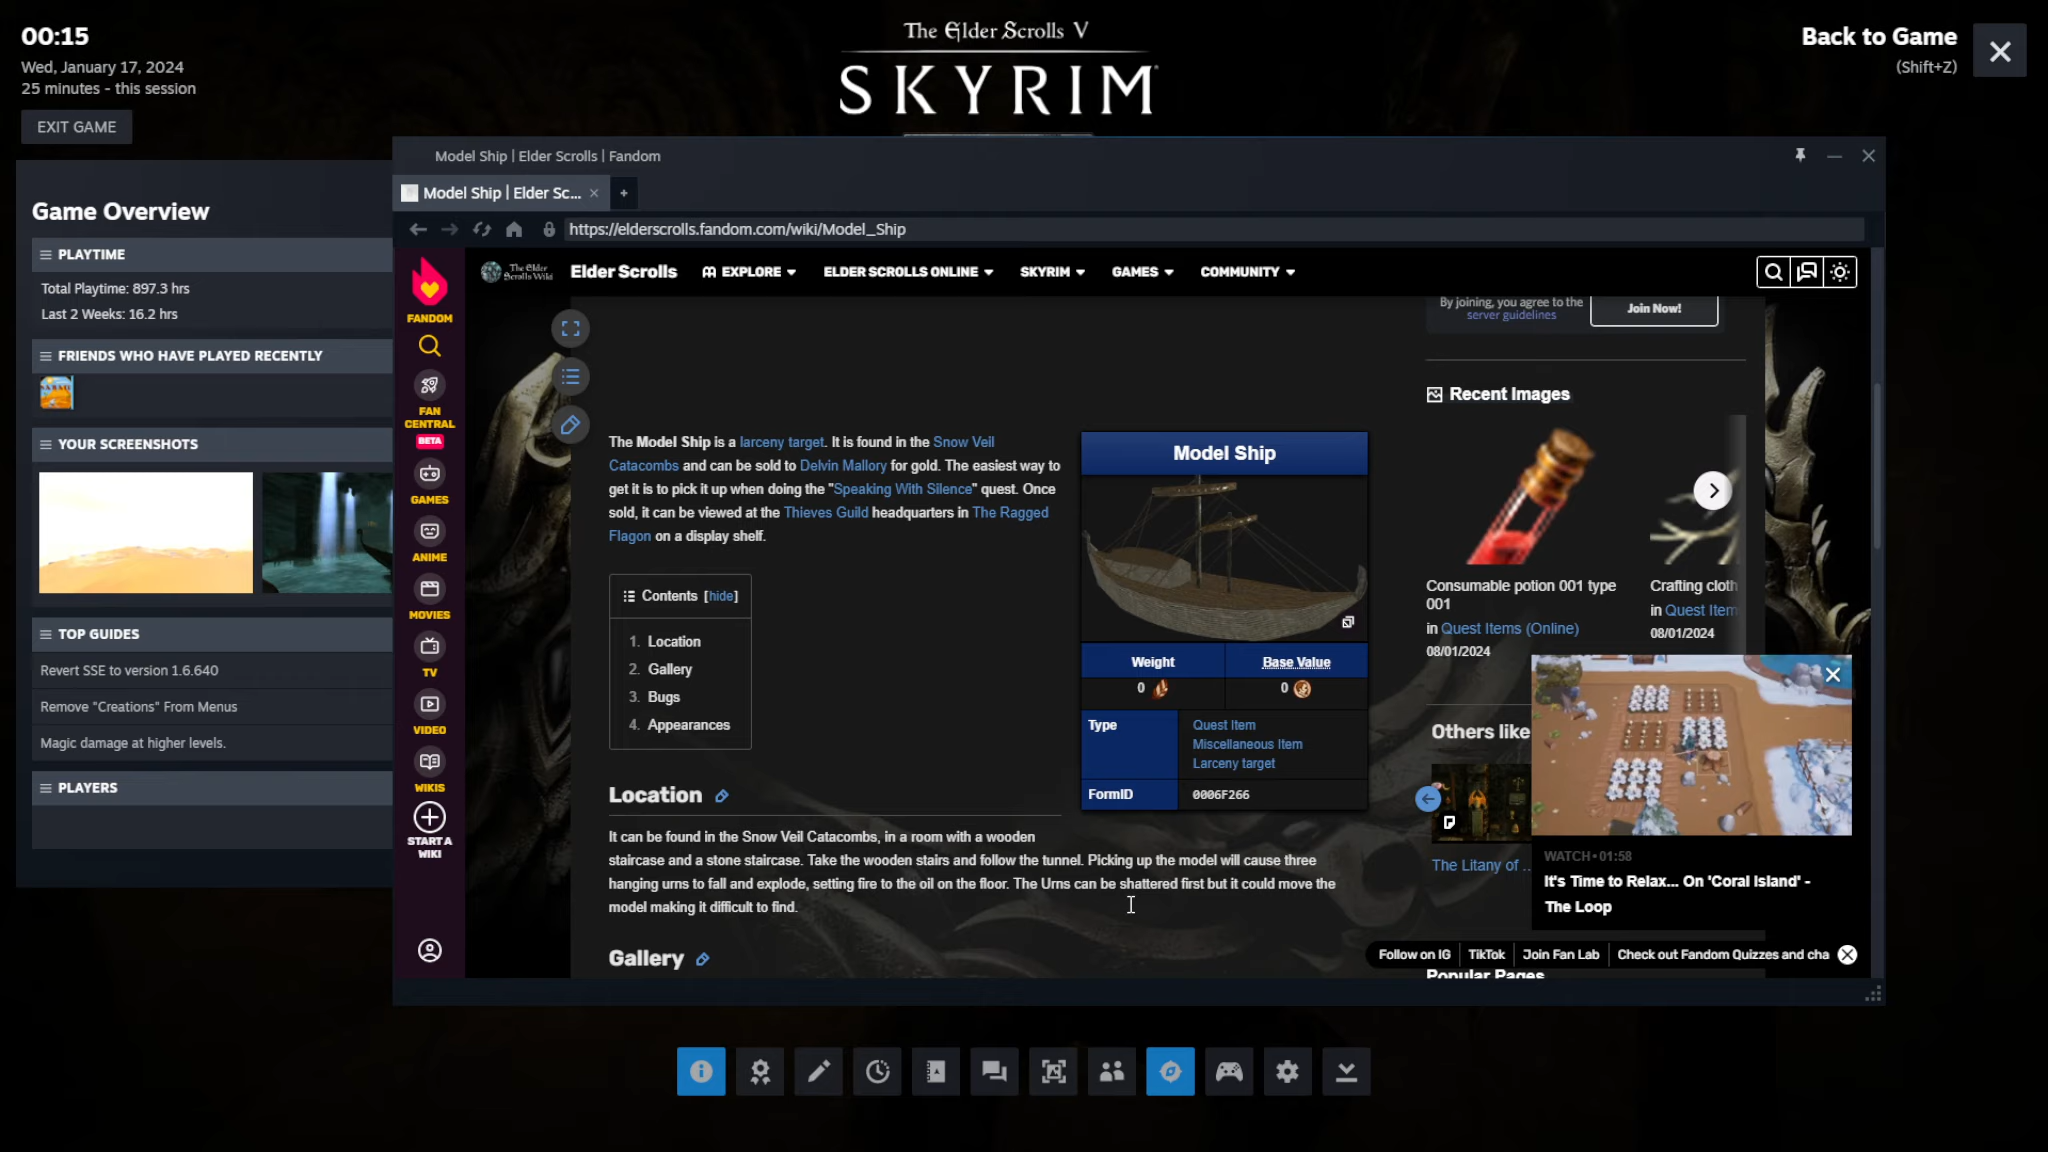 00:15
Wed, January 17, 2024
25 minutes - this session
EXIT GAME
The Elder Scrolls V
SKYRIM
Back to Game
(Shift+Z)
Game Overview
PLAYTIME
Total Playtime: 897.3 hrs
Last 2 Weeks: 16.2 hrs
FRIENDS WHO HAVE PLAYED RECENTLY
YOUR SCREENSHOTS
TOP GUIDES
Revert SSE to version 1.6.640
Remove "Creations" From Menus
Magic damage at higher levels.
PLAYERS
Model Ship | Elder Scrolls | Fandom
Model Ship | Elder Sc...
https://elderscrolls.fandom.com/wiki/Model_Ship
FANDOM
FAN
CENTRAL
BETA
GAMES
ANIME
MOVIES
TV
VIDEO
WIKIS
START A
WIKI
The Elder
Scrolls Wiki
Elder Scrolls
EXPLORE
ELDER SCROLLS ONLINE
SKYRIM
GAMES
COMMUNITY
The Model Ship is a larceny target. It is found in the Snow Veil
Catacombs and can be sold to Delvin Mallory for gold. The easiest way to
get it is to pick it up when doing the "Speaking With Silence" quest. Once
sold, it can be viewed at the Thieves Guild headquarters in The Ragged
Flagon on a display shelf.
Contents [hide]
1. Location
2. Gallery
3. Bugs
4. Appearances
Model Ship
Weight
Base Value
0
0
Type
Quest Item
Miscellaneous Item
Larceny target
FormID
0006F266
Location
It can be found in the Snow Veil Catacombs, in a room with a wooden
staircase and a stone staircase. Take the wooden stairs and follow the tunnel. Picking up the model will cause three
hanging urns to fall and explode, setting fire to the oil on the floor. The Urns can be shattered first but it could move the
model making it difficult to find.
Gallery
By joining, you agree to the
server guidelines
Join Now!
Recent Images
Consumable potion 001 type
001
in Quest Items (Online)
08/01/2024
Crafting cloth
in Quest Item
08/01/2024
Others like
The Litany of ...
WATCH • 01:58
It's Time to Relax... On 'Coral Island' -
The Loop
Follow on IG
TikTok
Join Fan Lab
Check out Fandom Quizzes and cha
Popular Pages